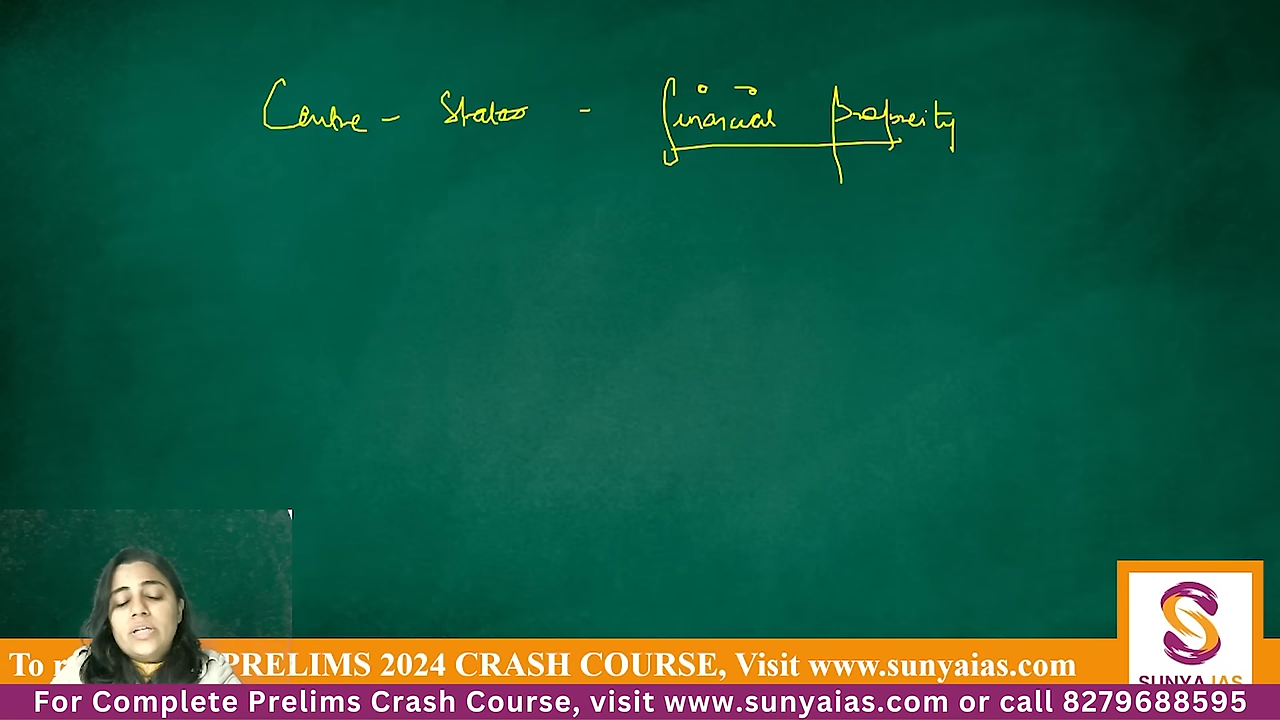 Centre - States - financial propreity
To PRELIMS 2024 CRASH COURSE, Visit www.sunyaias.com
SUNYA IAS
For Complete Prelims Crash Course, visit www.sunyaias.com or call 8279688595